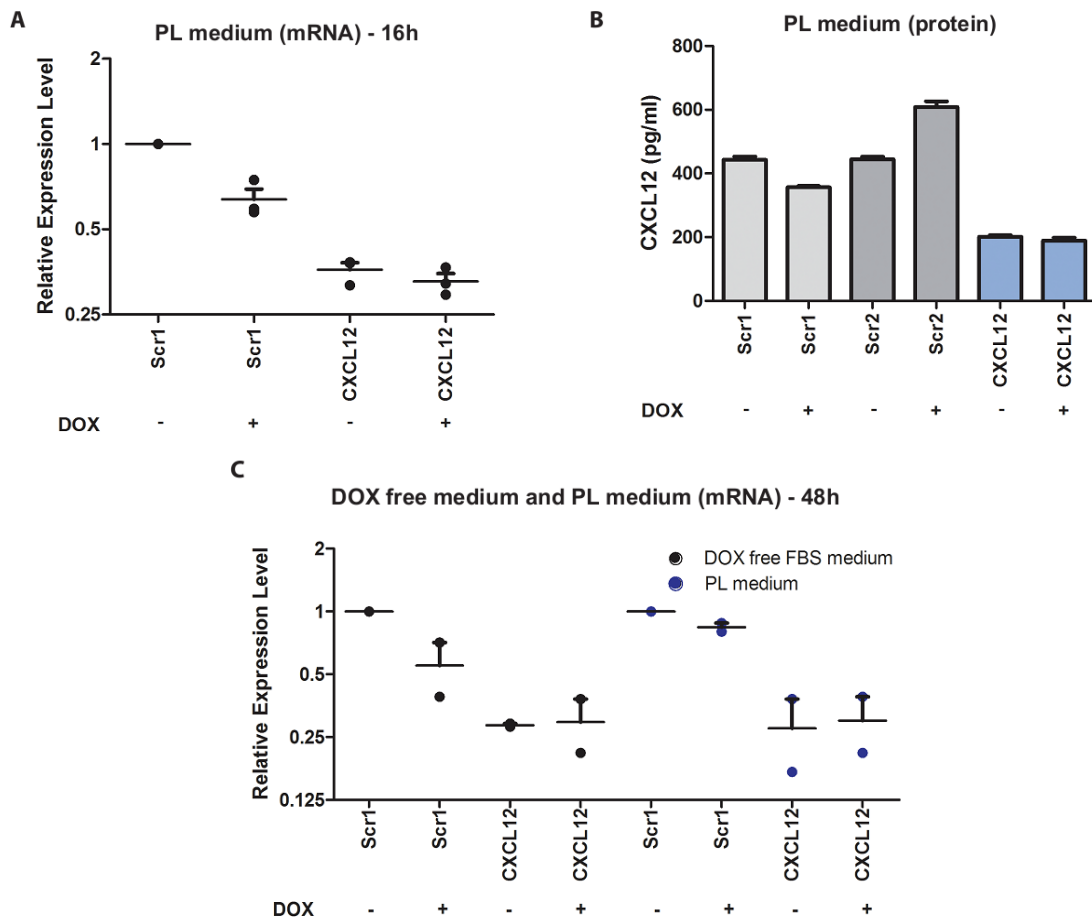 A
PL medium (mRNA) - 16h
Relative Expression Level
2
1
0.5
0.25
Scr1
Scr1
CXCL12
CXCL12
DOX - + - +
B
PL medium (protein)
CXCL12 (pg/ml)
800
600
400
200
0
Scr1
Scr1
Scr2
Scr2
CXCL12
CXCL12
DOX - + - + - +
C
DOX free medium and PL medium (mRNA) - 48h
DOX free FBS medium
PL medium
Relative Expression Level
2
1
0.5
0.25
0.125
Scr1
Scr1
CXCL12
CXCL12
Scr1
Scr1
CXCL12
CXCL12
DOX - + - + - + - +